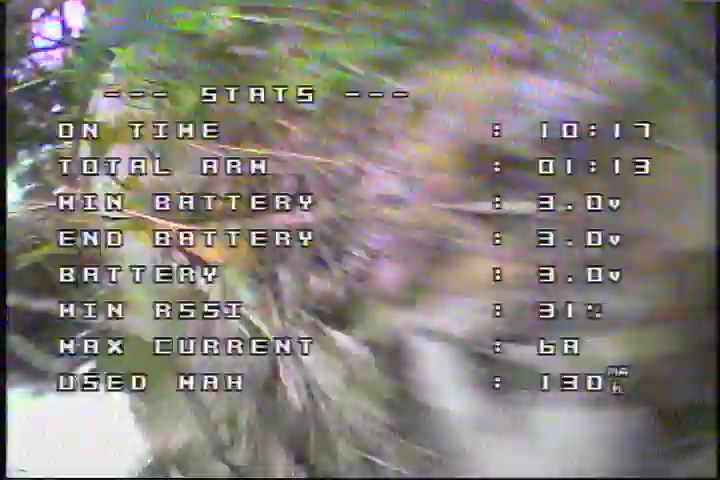 --- STATS ---
ON TIME : 10:17
TOTAL ARM : 01:13
MIN BATTERY : 3.0v
END BATTERY : 3.0v
BATTERY : 3.0v
MIN RSSI : 31%
MAX CURRENT : 6A
USED MAH : 130mAh